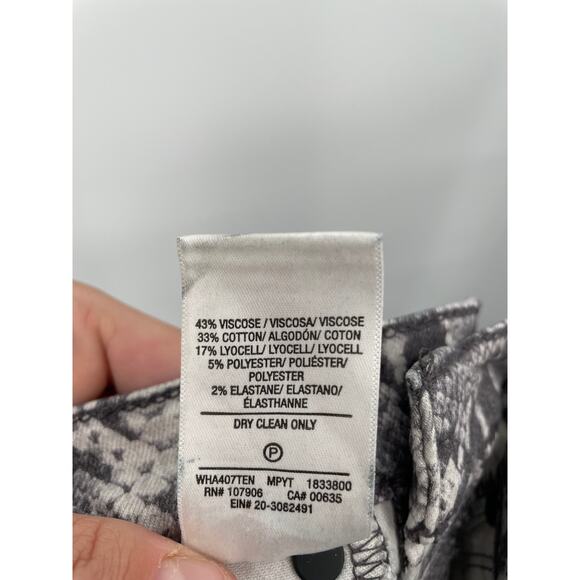 43% VISCOSE / VISCOSA / VISCOSE
33% COTTON / ALGODÓN / COTON
17% LYOCELL / LYOCELL / LYOCELL
5% POLYESTER / POLIÉSTER /
POLYESTER
2% ELASTANE / ELASTANO /
ÉLASTHANNE
DRY CLEAN ONLY
P
WHA407TEN MPYT 1833800
RN# 107906 CA# 00635
EIN# 20-3082491